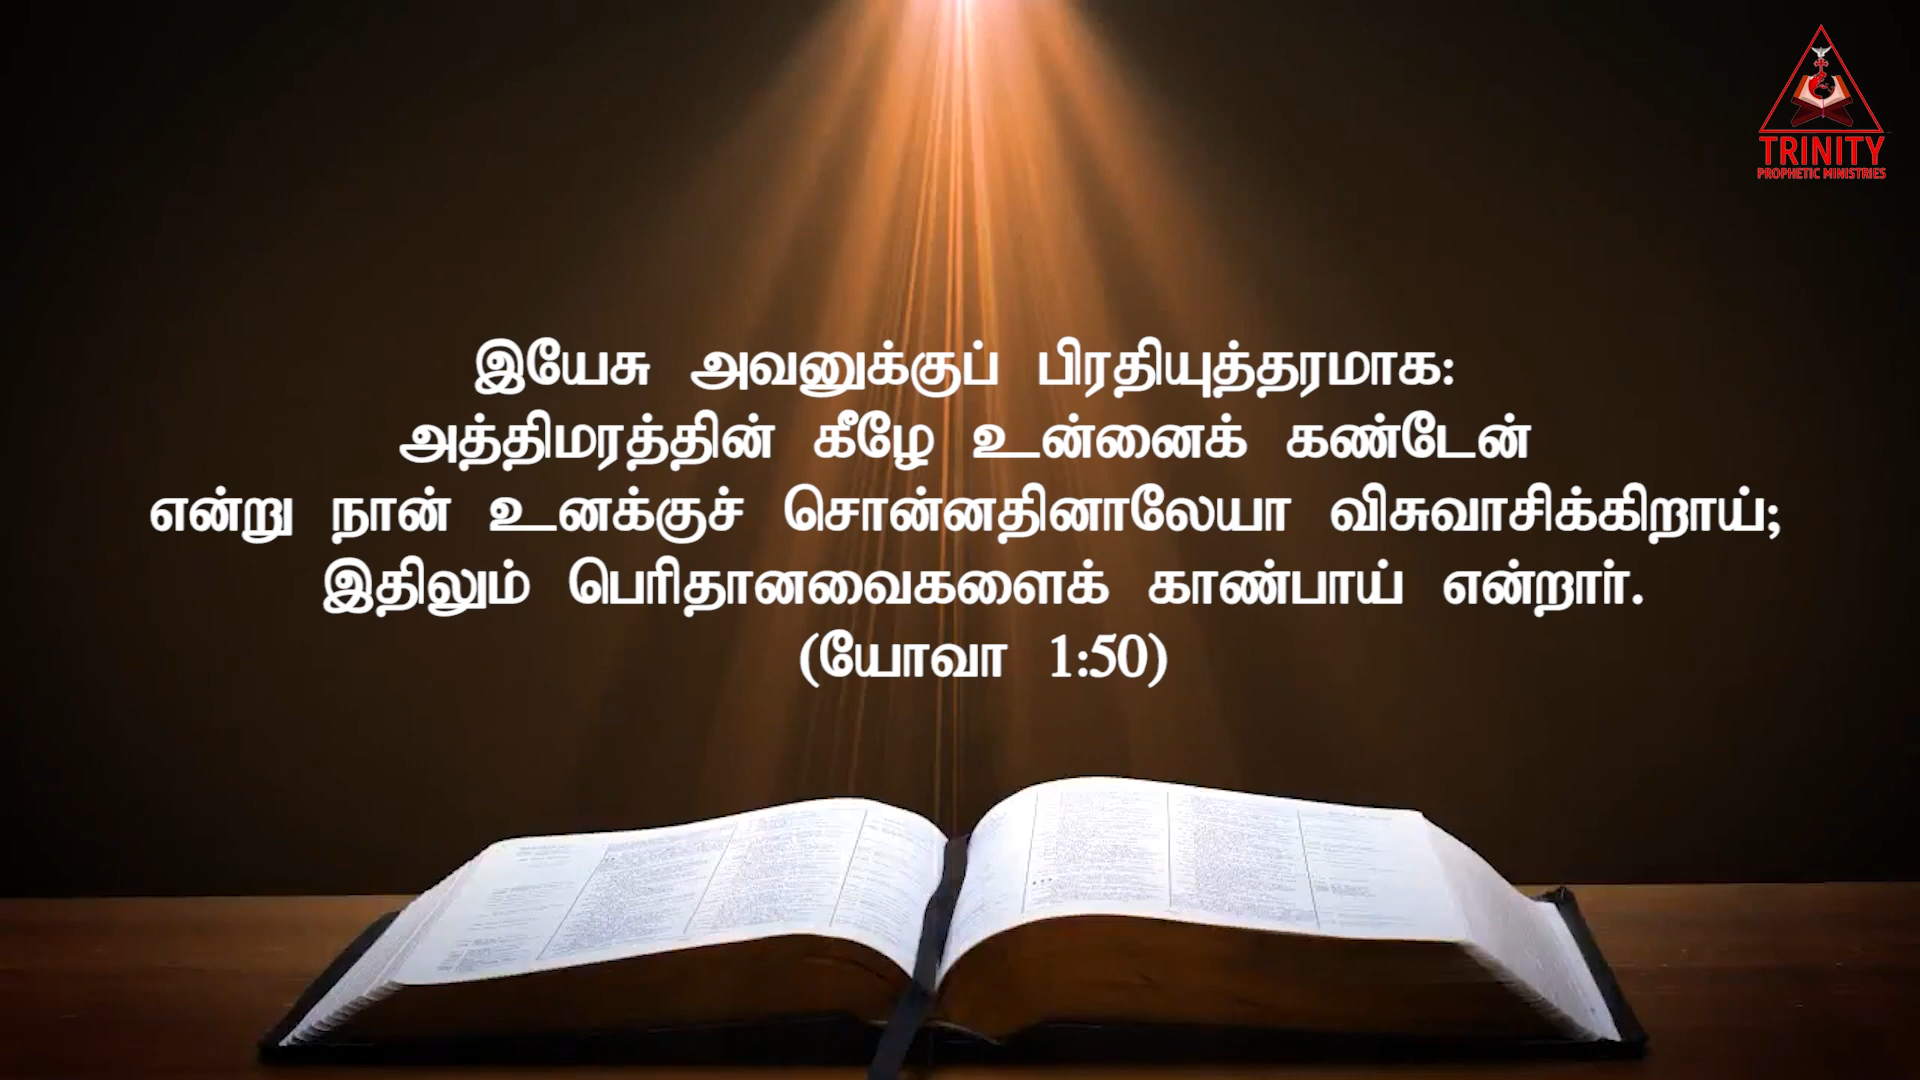 இயேசு அவனுக்குப் பிரதியுத்தரமாக:
அத்திமரத்தின் கீழே உன்னைக் கண்டேன்
என்று நான் உனக்குச் சொன்னதினாலேயா விசுவாசிக்கிறாய்;
இதிலும் பெரிதானவைகளைக் காண்பாய் என்றார்.
(யோவா 1:50)
TRINITY
PROPHETIC MINISTRIES